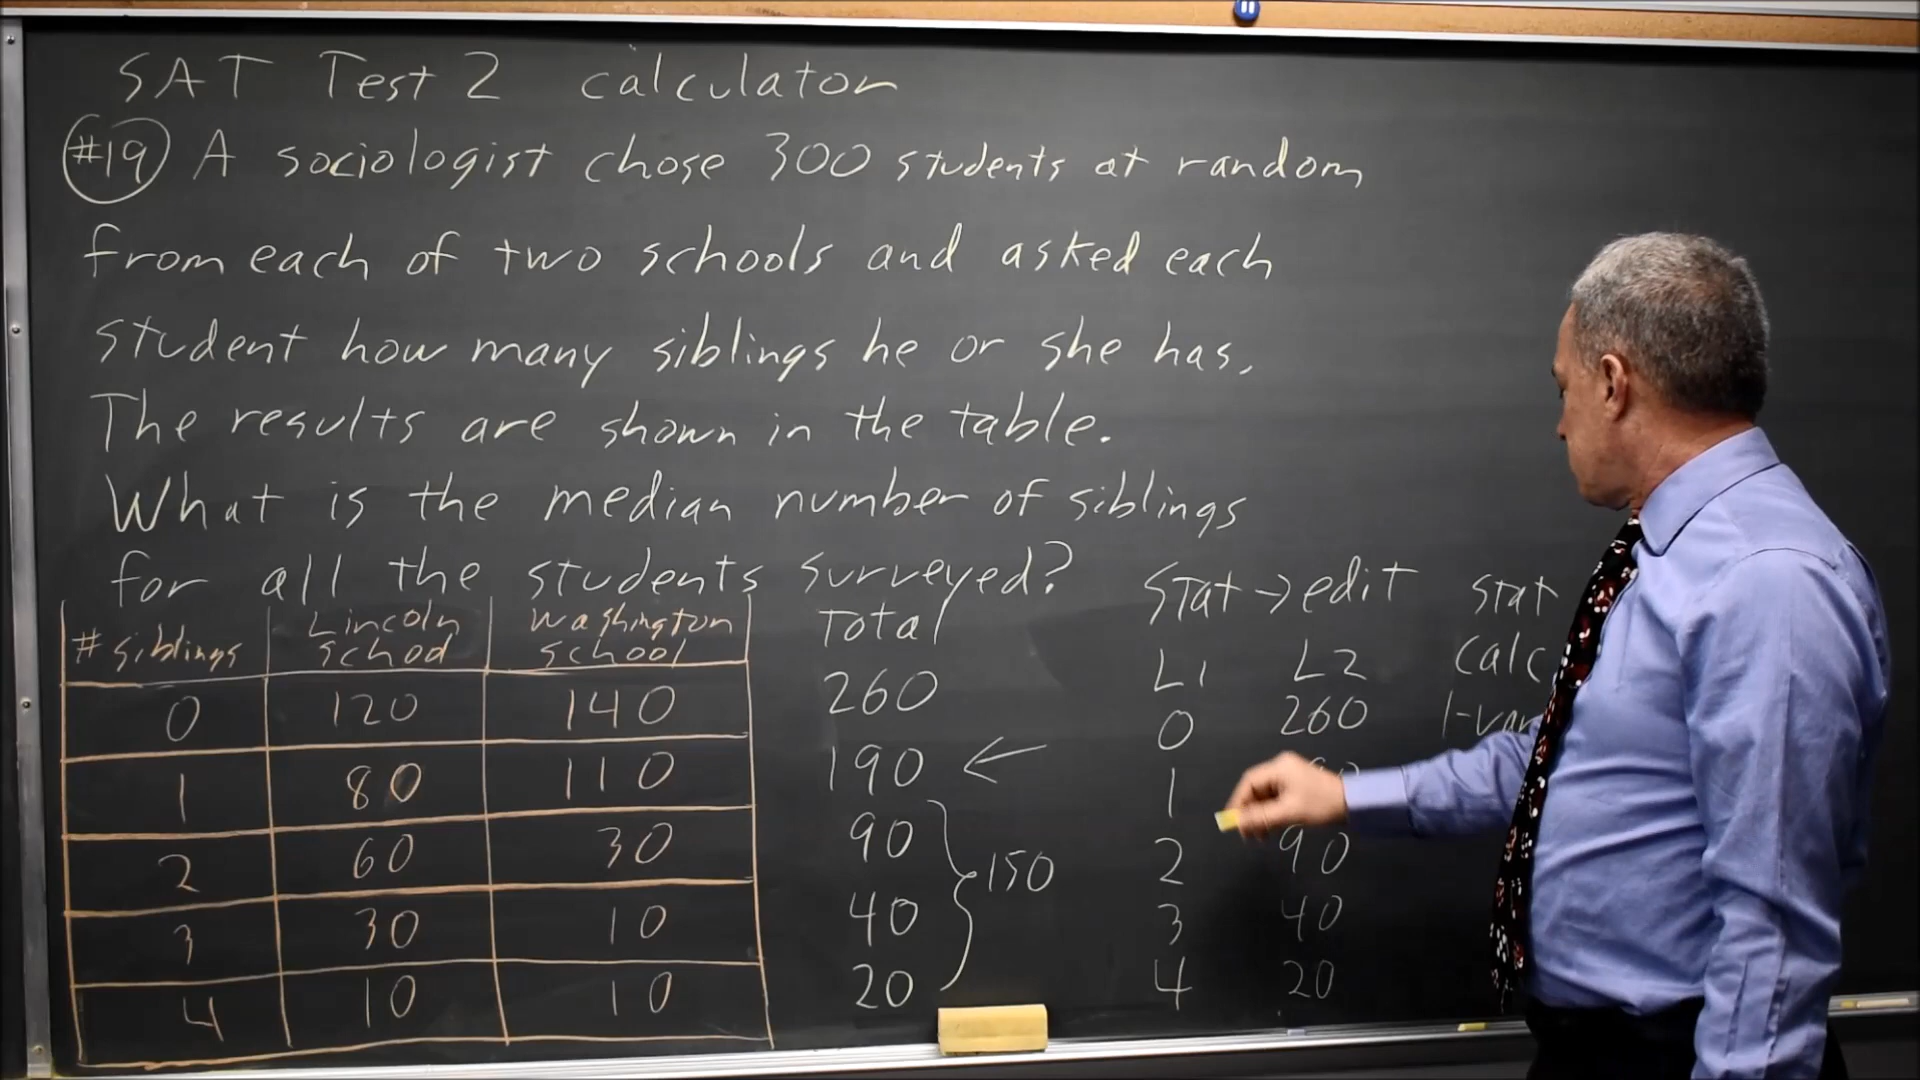 SAT Test 2 calculator
#19 A sociologist chose 300 students at random
from each of two schools and asked each
student how many siblings he or she has.
The results are shown in the table.
What is the median number of siblings
for all the students surveyed?
# siblings Lincoln School Washington School Total
0 120 140 260
1 80 110 190 ←
2 60 30 90
3 30 10 40
4 10 10 20
150
Stat → edit
L1 L2
0 260
1
2 90
3 40
4 20
Stat
calc